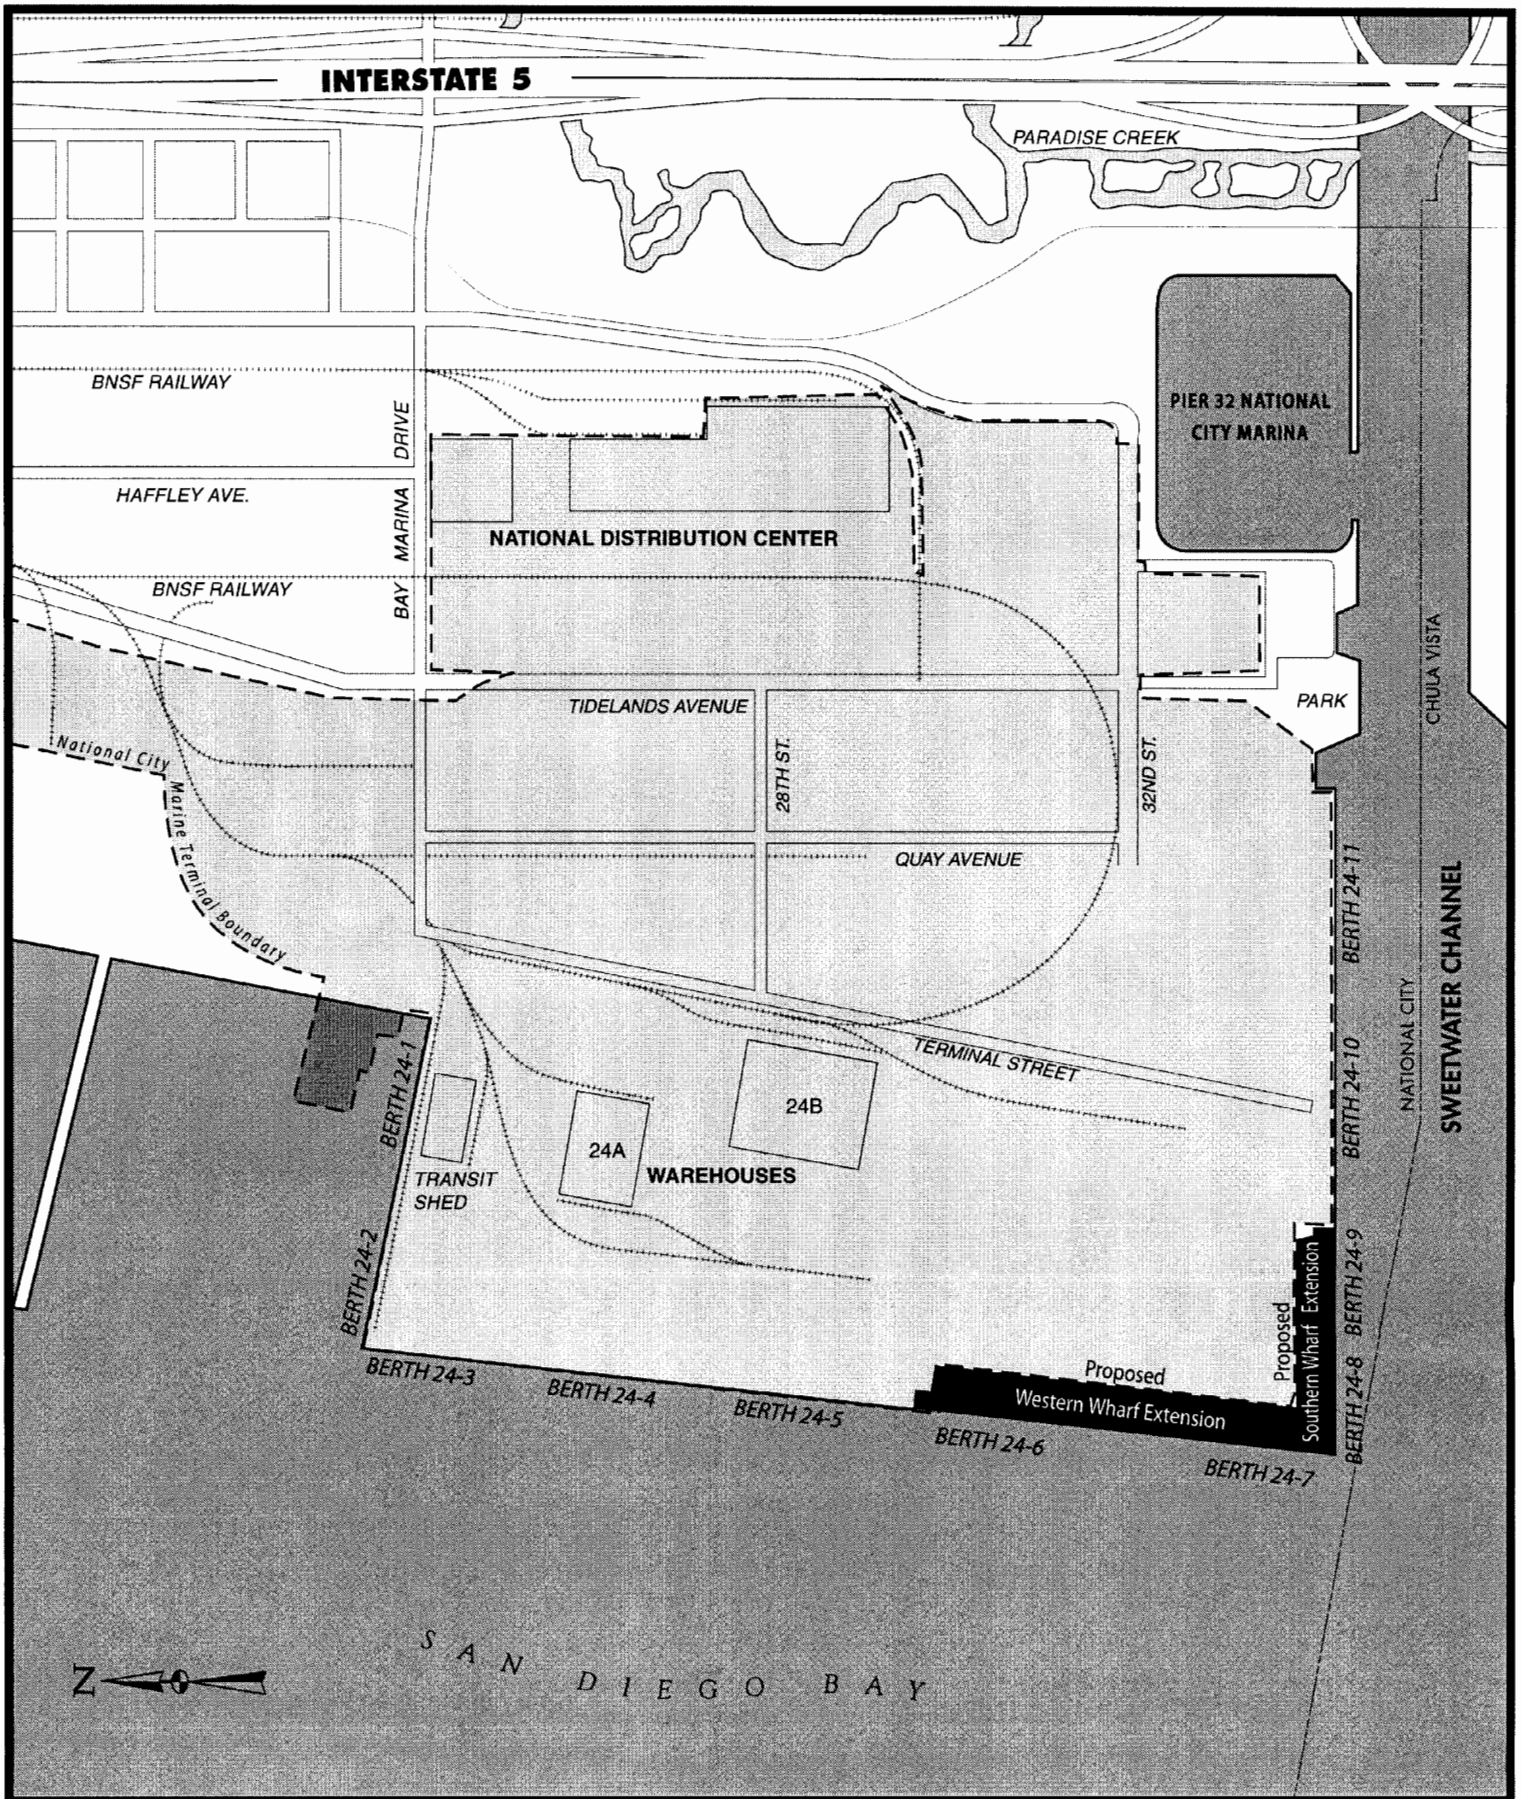 INTERSTATE 5
PARADISE CREEK
BNSF RAILWAY
BAY MARINA DRIVE
PIER 32 NATIONAL
CITY MARINA
HAFFLEY AVE.
NATIONAL DISTRIBUTION CENTER
BNSF RAILWAY
CHULA VISTA
NATIONAL CITY
PARK
TIDELANDS AVENUE
28TH ST.
32ND ST.
National City Marine Terminal Boundary
QUAY AVENUE
SWEETWATER CHANNEL
BERTH 24-11
BERTH 24-10
BERTH 24-9
BERTH 24-8
TERMINAL STREET
BERTH 24-1
BERTH 24-2
24B
24A
WAREHOUSES
TRANSIT
SHED
Proposed
Southern Wharf Extension
Proposed
Western Wharf Extension
BERTH 24-3
BERTH 24-4
BERTH 24-5
BERTH 24-6
BERTH 24-7
SAN DIEGO BAY
N